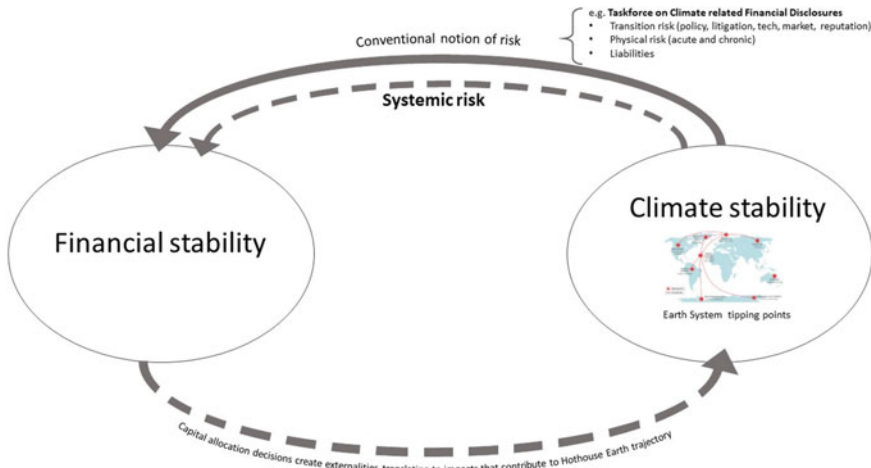 e.g. Taskforce on Climate related Financial Disclosures
• Transition risk (policy, litigation, tech, market, reputation)
• Physical risk (acute and chronic)
• Liabilities
Conventional notion of risk
Systemic risk
Financial stability
Climate stability
Earth System tipping points
Capital allocation decisions create externalities translating to impacts that contribute to Hothouse Earth trajectory